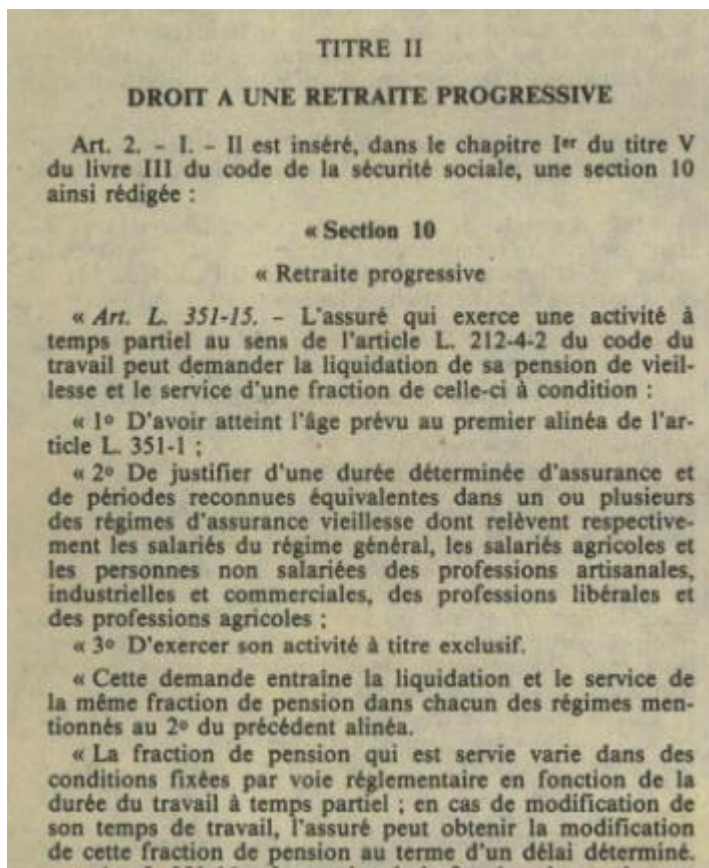 TITRE II
DROIT A UNE RETRAITE PROGRESSIVE
Art. 2. – I. – Il est inséré, dans le chapitre Ier du titre V
du livre III du code de la sécurité sociale, une section 10
ainsi rédigée :
« Section 10
« Retraite progressive
« Art. L. 351-15. – L'assuré qui exerce une activité à
temps partiel au sens de l'article L. 212-4-2 du code du
travail peut demander la liquidation de sa pension de vieil-
lesse et le service d'une fraction de celle-ci à condition :
« 1o D'avoir atteint l'âge prévu au premier alinéa de l'ar-
ticle L. 351-1 ;
« 2o De justifier d'une durée déterminée d'assurance et
de périodes reconnues équivalentes dans un ou plusieurs
des régimes d'assurance vieillesse dont relèvent respective-
ment les salariés du régime général, les salariés agricoles et
les personnes non salariées des professions artisanales,
industrielles et commerciales, des professions libérales et
des professions agricoles ;
« 3o D'exercer son activité à titre exclusif.
« Cette demande entraîne la liquidation et le service de
la même fraction de pension dans chacun des régimes men-
tionnés au 2o du précédent alinéa.
« La fraction de pension qui est servie varie dans des
conditions fixées par voie réglementaire en fonction de la
durée du travail à temps partiel ; en cas de modification de
son temps de travail, l'assuré peut obtenir la modification
de cette fraction de pension au terme d'un délai déterminé.